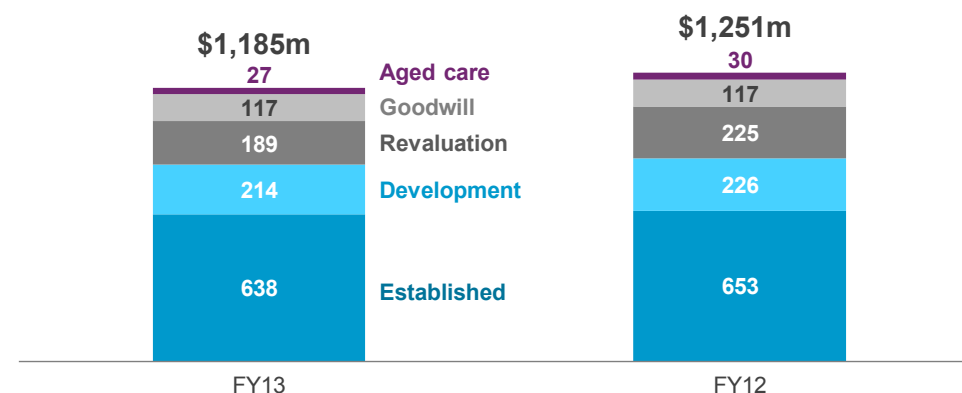 $1,185m
27
117
189
214
638
Aged care
Goodwill
Revaluation
Development
Established
$1,251m
30
117
225
226
653
FY13
FY12